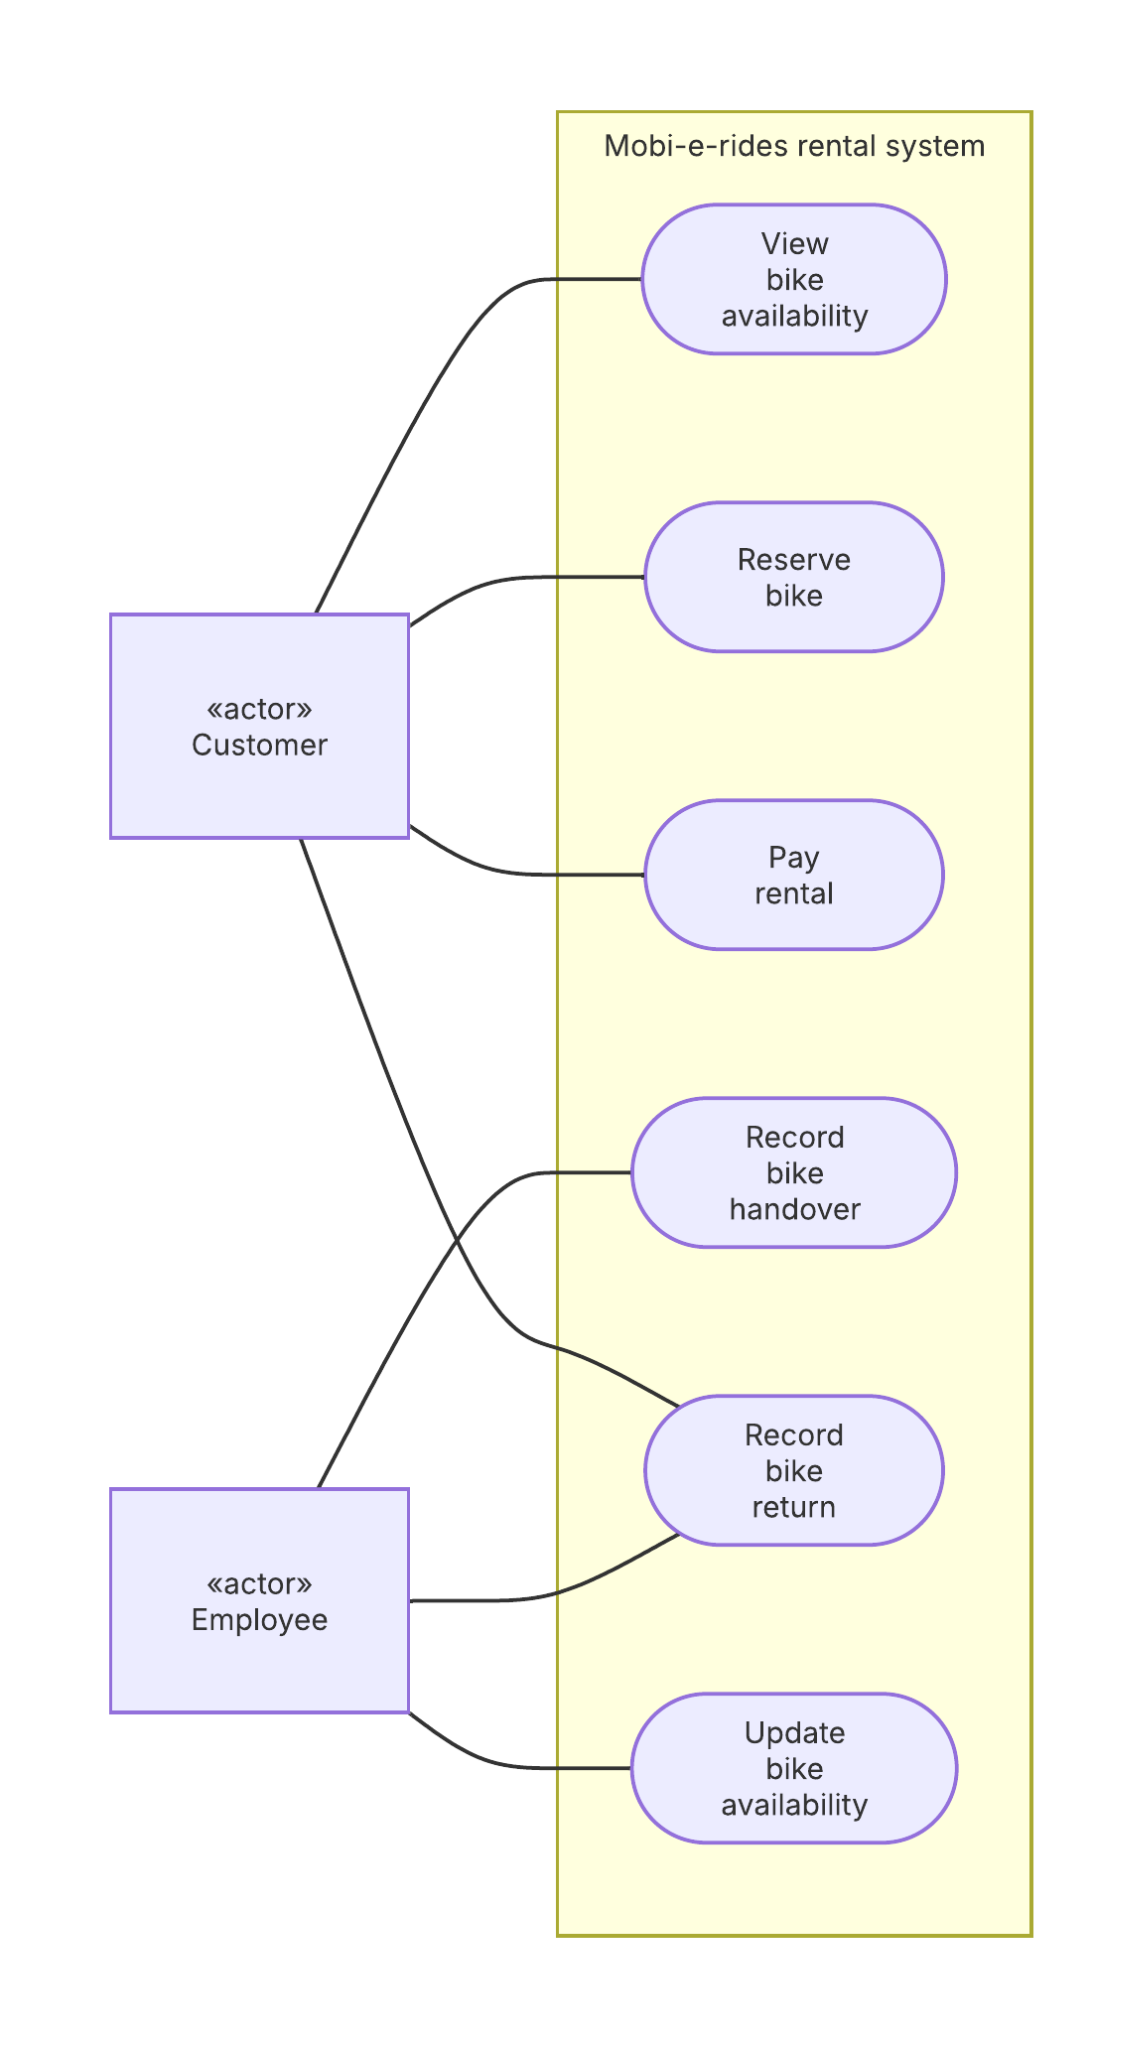 Mobi-e-rides rental system
View
bike
availability
Reserve
bike
«actor»
Customer
Pay
rental
Record
bike
handover
Record
bike
return
«actor»
Employee
Update
bike
availability